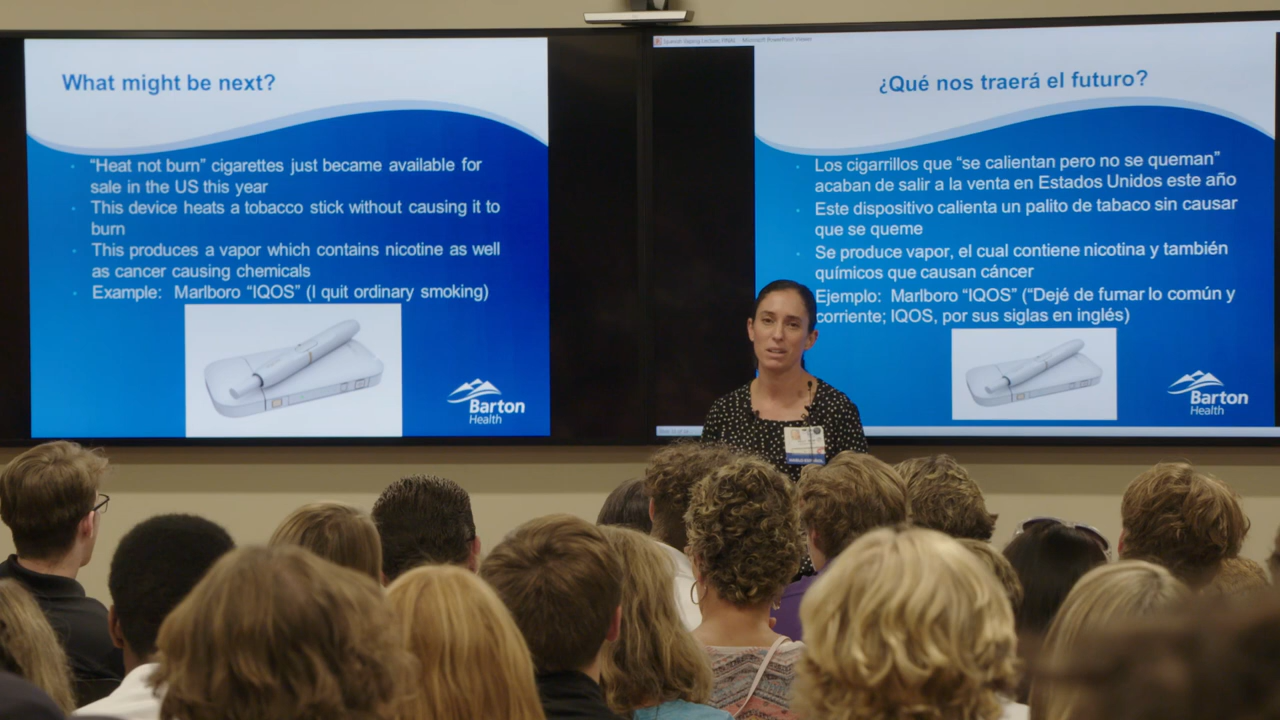 What might be next?
"Heat not burn" cigarettes just became available for
sale in the US this year
This device heats a tobacco stick without causing it to
burn
This produces a vapor which contains nicotine as well
as cancer causing chemicals
Example: Marlboro "IQOS" (I quit ordinary smoking)
Barton
Health
Microsoft PowerPoint Viewer
¿Qué nos traerá el futuro?
Los cigarrillos que "se calientan pero no se queman"
acaban de salir a la venta en Estados Unidos este año
Este dispositivo calienta un palito de tabaco sin causar
que se queme
Se produce vapor, el cual contiene nicotina y también
químicos que causan cáncer
Ejemplo: Marlboro "IQOS" ("Dejé de fumar lo común y
corriente; IQOS, por sus siglas en inglés)
Barton
Health